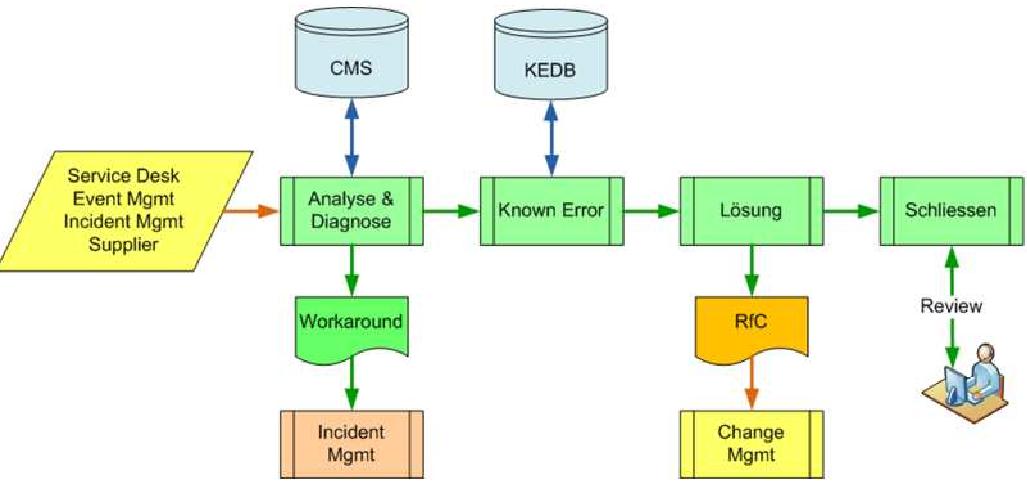 CMS
KEDB
Service Desk
Event Mgmt
Incident Mgmt
Supplier
Analyse &
Diagnose
Known Error
Lösung
Schliessen
Workaround
RfC
Review
Incident
Mgmt
Change
Mgmt